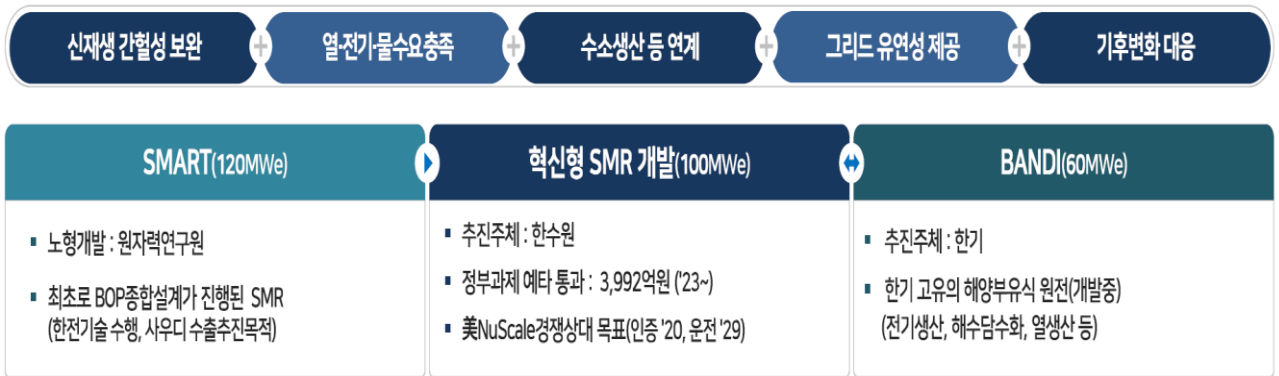 신재생 간헐성 보완 + 열·전기·물수요충족 + 수소생산 등 연계 + 그리드 유연성 제공 + 기후변화 대응
SMART(120MWe)
▪ 노형개발 : 원자력연구원
▪ 최초로 BOP종합설계가 진행된 SMR
(한전기술 수행, 사우디 수출추진목적)
혁신형 SMR 개발(100MWe)
▪ 추진주체 : 한수원
▪ 정부과제 예타 통과 : 3,992억원 ('23~)
▪ 美NuScale경쟁상대 목표(인증 '20, 운전 '29)
BANDI(60MWe)
▪ 추진주체 : 한기
▪ 한기 고유의 해양부유식 원전(개발중)
(전기생산, 해수담수화, 열생산 등)